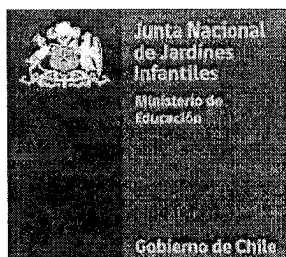 Junta Nacional
de Jardines
Infantiles
Ministerio de
Educación
Gobierno de Chile